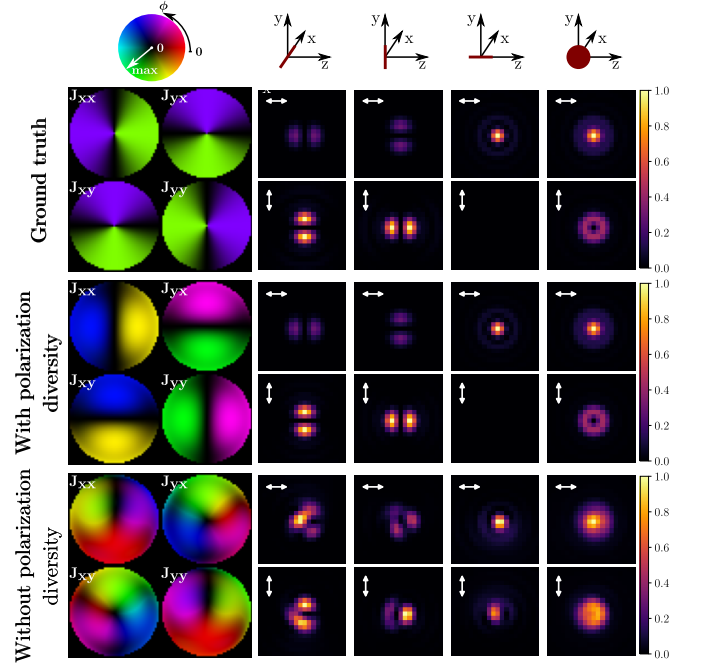 ϕ
0
0
max
y
x
z
y
x
z
y
x
z
y
x
z
Ground truth
Jxx
Jyx
x
1.0
0.8
0.6
0.4
0.2
0.0
Jxy
Jyy
With polarization
diversity
Jxx
Jyx
1.0
0.8
0.6
0.4
0.2
0.0
Jxy
Jyy
Without polarization
diversity
Jxx
Jyx
1.0
0.8
0.6
0.4
0.2
0.0
Jxy
Jyy